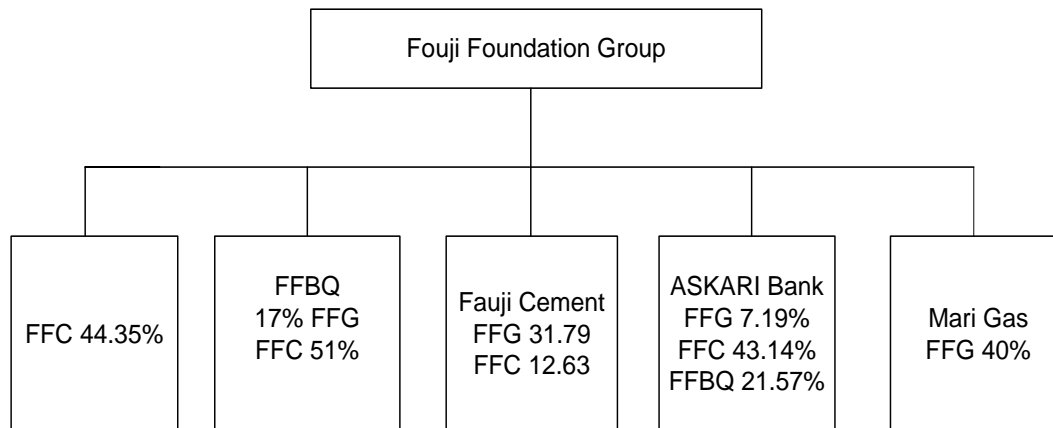 Fouji Foundation Group
FFC 44.35%
FFBQ
17% FFG
FFC 51%
Fauji Cement
FFG 31.79
FFC 12.63
ASKARI Bank
FFG 7.19%
FFC 43.14%
FFBQ 21.57%
Mari Gas
FFG 40%